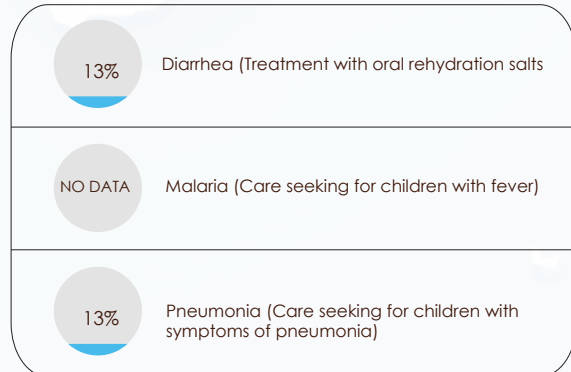 13%
Diarrhea (Treatment with oral rehydration salts
NO DATA
Malaria (Care seeking for children with fever)
13%
Pneumonia (Care seeking for children with
symptoms of pneumonia)